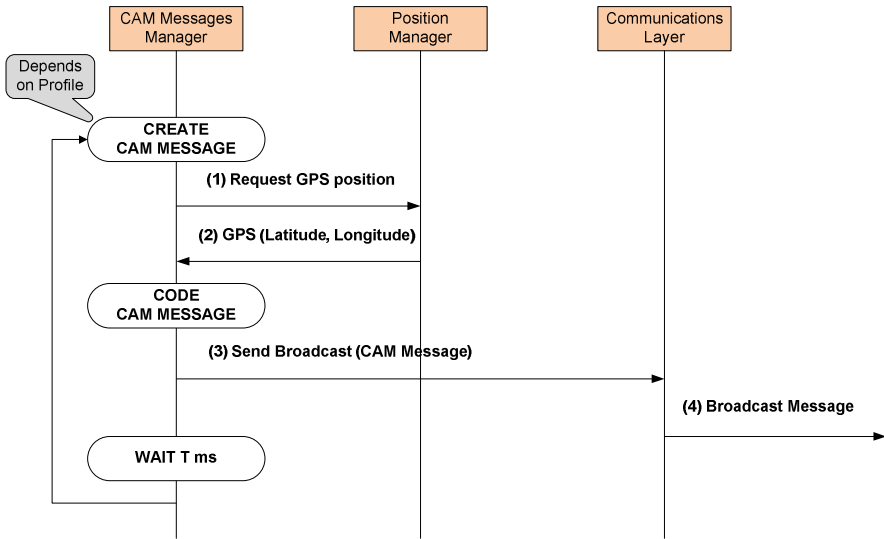 CAM Messages
Manager
Position
Manager
Communications
Layer
Depends
on Profile
CREATE
CAM MESSAGE
(1) Request GPS position
(2) GPS (Latitude, Longitude)
CODE
CAM MESSAGE
(3) Send Broadcast (CAM Message)
(4) Broadcast Message
WAIT T ms